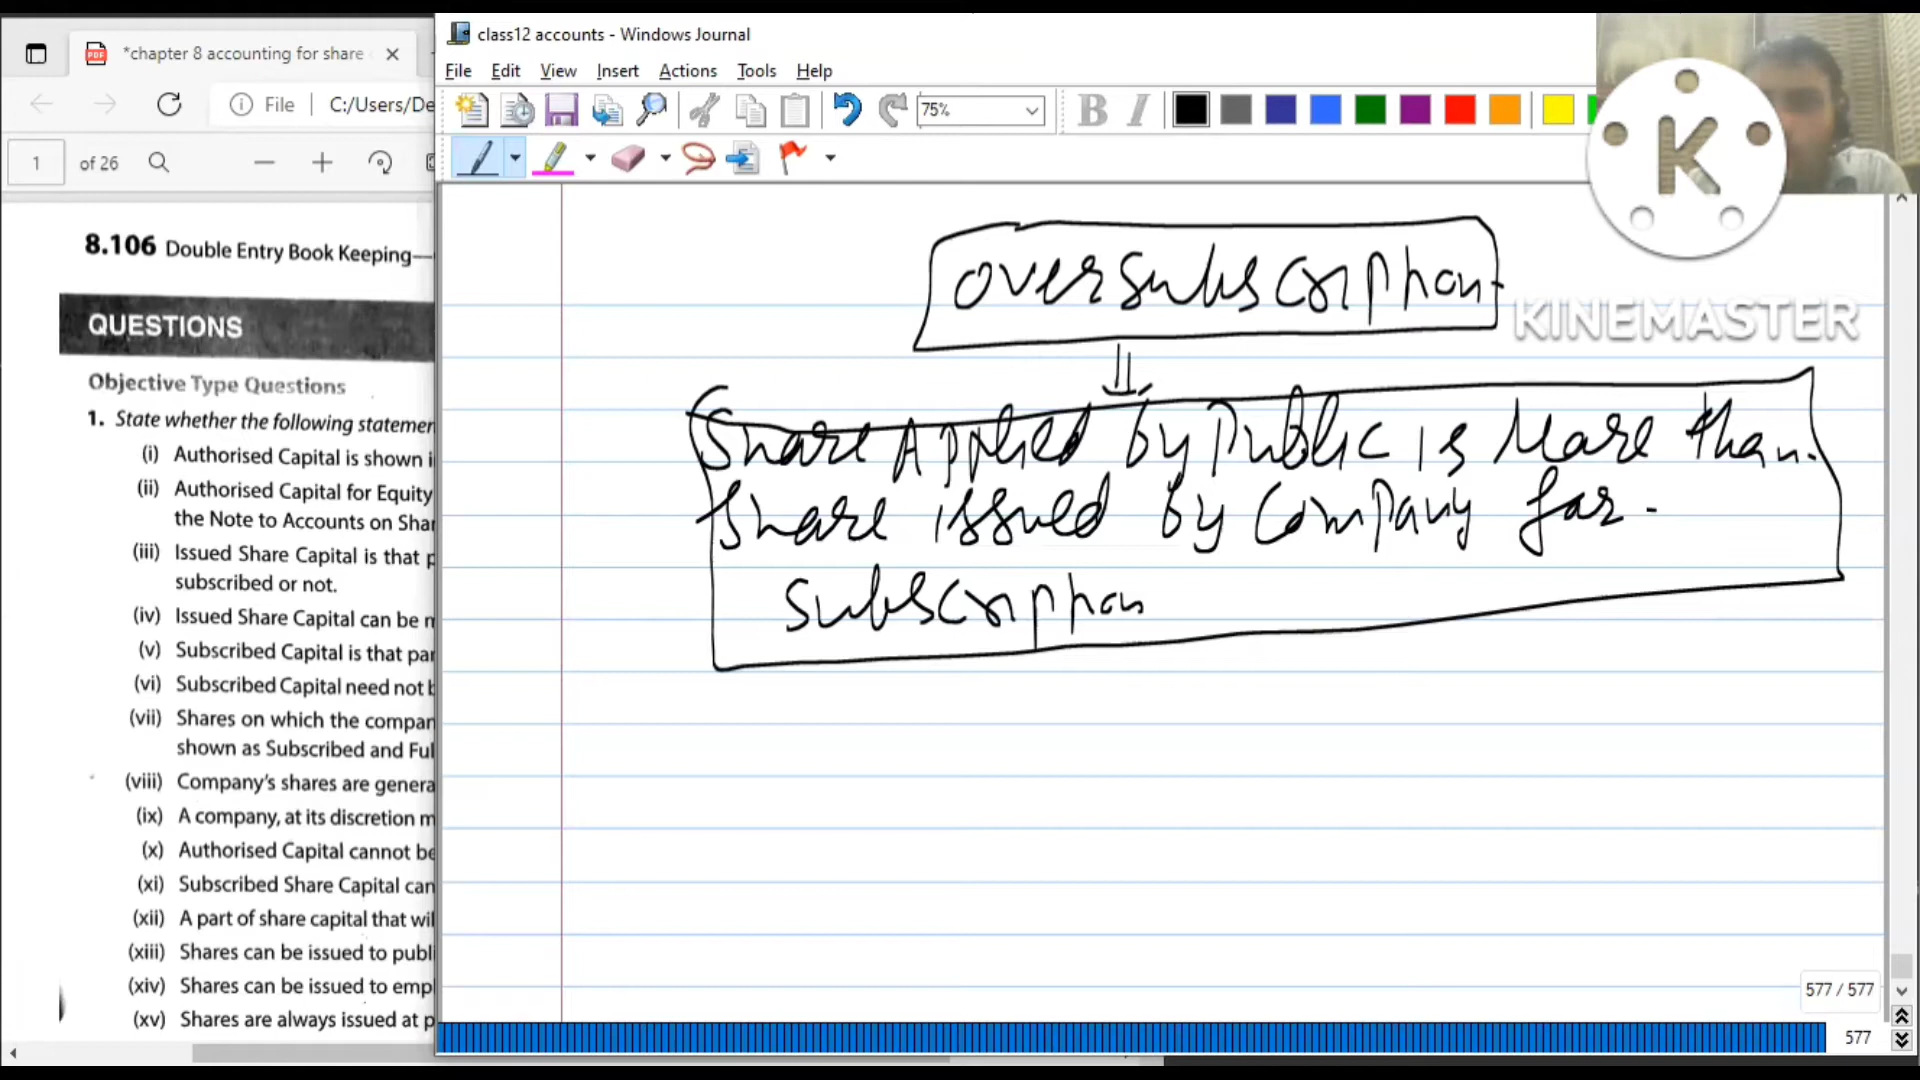 class12 accounts - Windows Journal
*chapter 8 accounting for share
File Edit View Insert Actions Tools Help
File C:/Users/De
75%
B I
1 of 26
K
KINEMASTER
8.106 Double Entry Book Keeping—
QUESTIONS
Objective Type Questions
1. State whether the following statemen
(i) Authorised Capital is shown i
(ii) Authorised Capital for Equity
the Note to Accounts on Shar
(iii) Issued Share Capital is that p
subscribed or not.
(iv) Issued Share Capital can be m
(v) Subscribed Capital is that par
(vi) Subscribed Capital need not b
(vii) Shares on which the compan
shown as Subscribed and Ful
(viii) Company's shares are genera
(ix) A company, at its discretion m
(x) Authorised Capital cannot be
(xi) Subscribed Share Capital can
(xii) A part of share capital that wil
(xiii) Shares can be issued to publi
(xiv) Shares can be issued to empl
(xv) Shares are always issued at p
oversubscription
Share Applied by Public is More than.
Share issued by Company for -
subscription
577 / 577
577